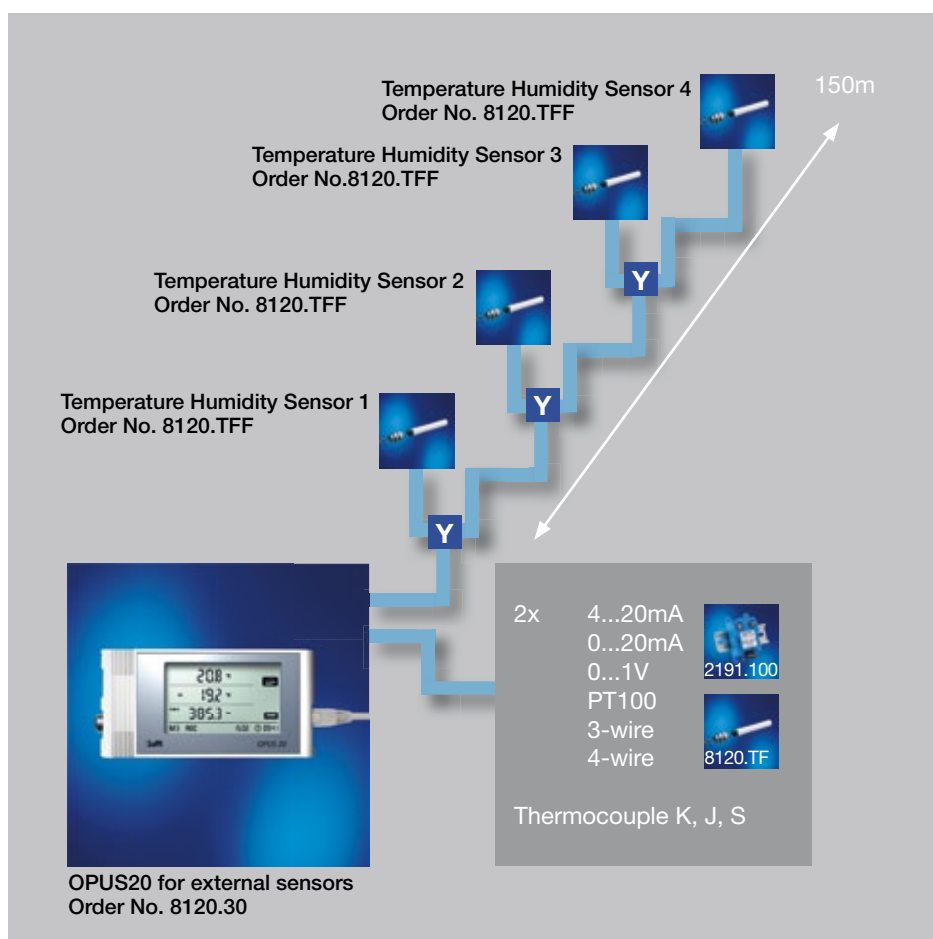 Temperature Humidity Sensor 4
Order No. 8120.TFF
150m
Temperature Humidity Sensor 3
Order No.8120.TFF
Y
Temperature Humidity Sensor 2
Order No. 8120.TFF
Y
Temperature Humidity Sensor 1
Order No. 8120.TFF
Y
2x 4...20mA
0...20mA
0...1V
PT100
3-wire
4-wire
2191.100
8120.TF
Thermocouple K, J, S
20.8
19.2
385.3
OPUS 20
OPUS20 for external sensors
Order No. 8120.30